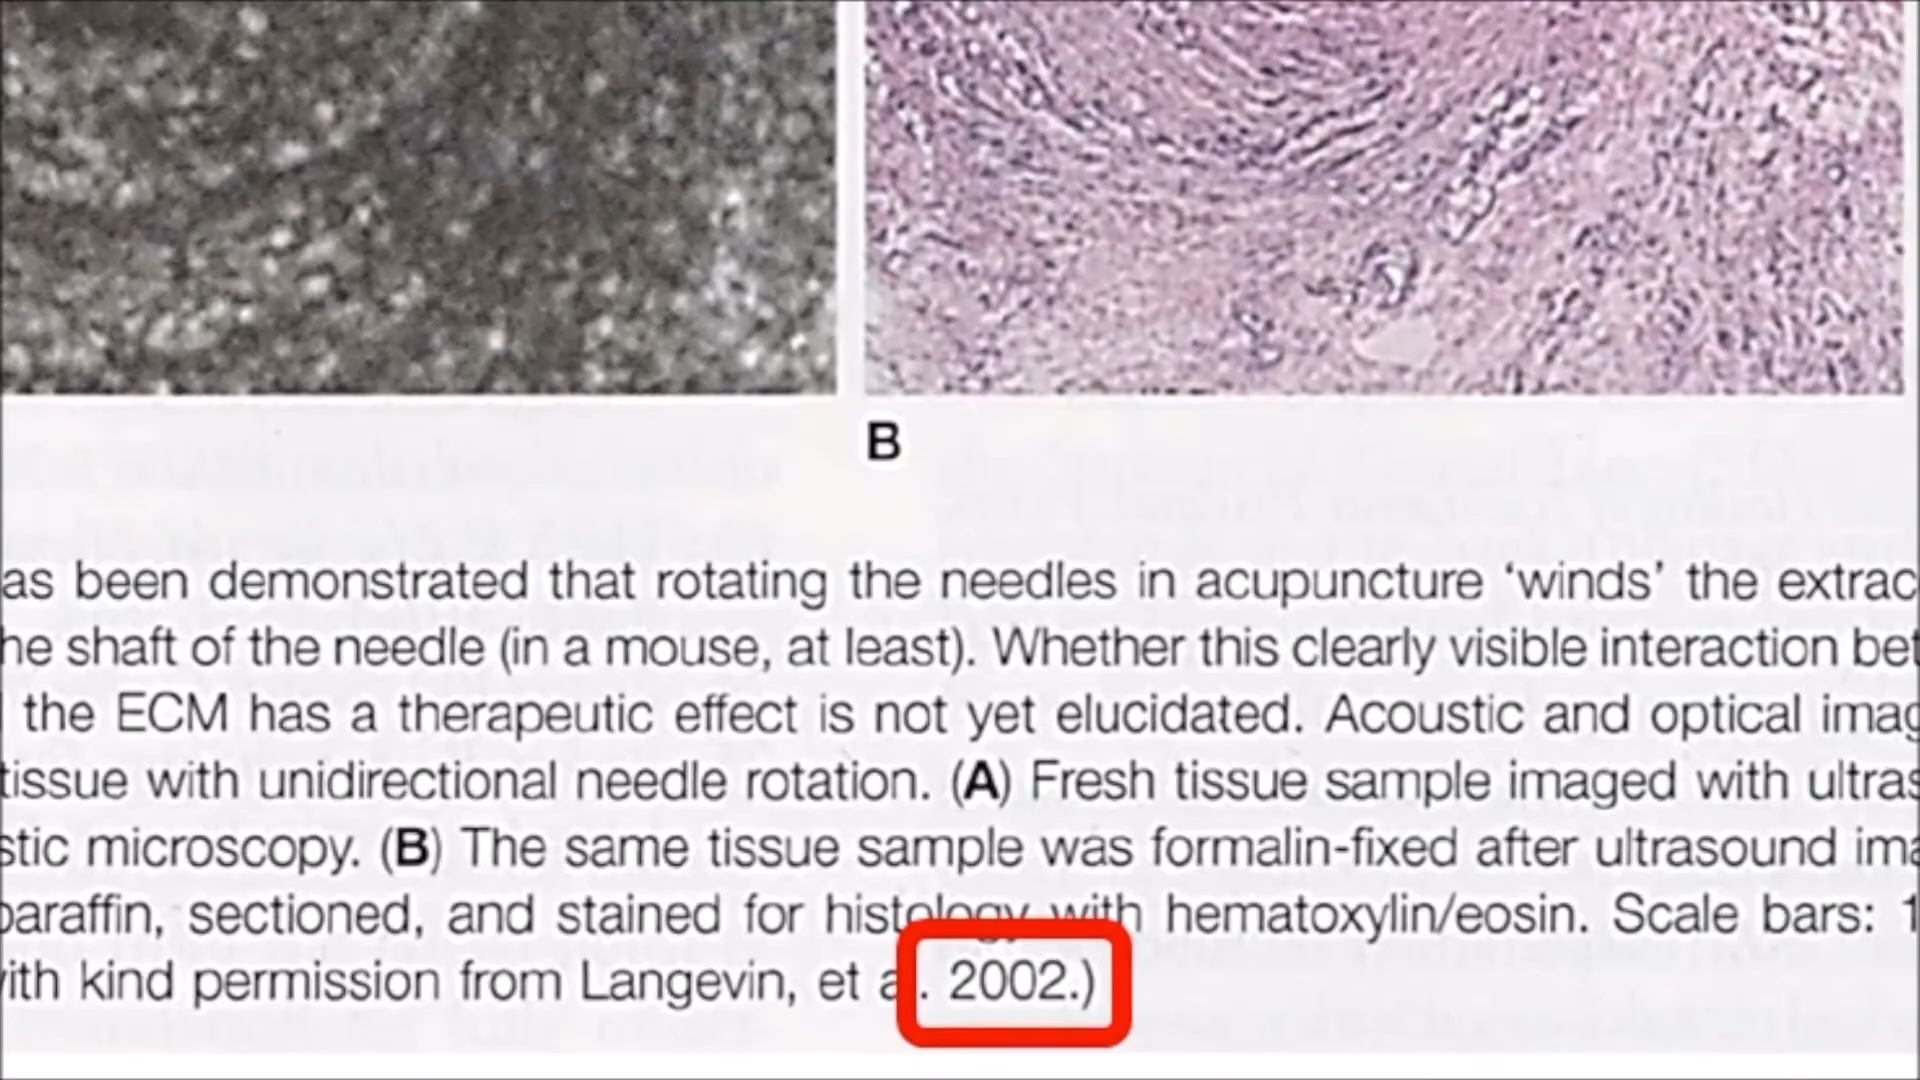 B
as been demonstrated that rotating the needles in acupuncture ‘winds’ the extrac
he shaft of the needle (in a mouse, at least). Whether this clearly visible interaction bet
the ECM has a therapeutic effect is not yet elucidated. Acoustic and optical imag
tissue with unidirectional needle rotation. (A) Fresh tissue sample imaged with ultras
stic microscopy. (B) The same tissue sample was formalin-fixed after ultrasound ima
paraffin, sectioned, and stained for histology with hematoxylin/eosin. Scale bars: 1
ith kind permission from Langevin, et a. 2002.)